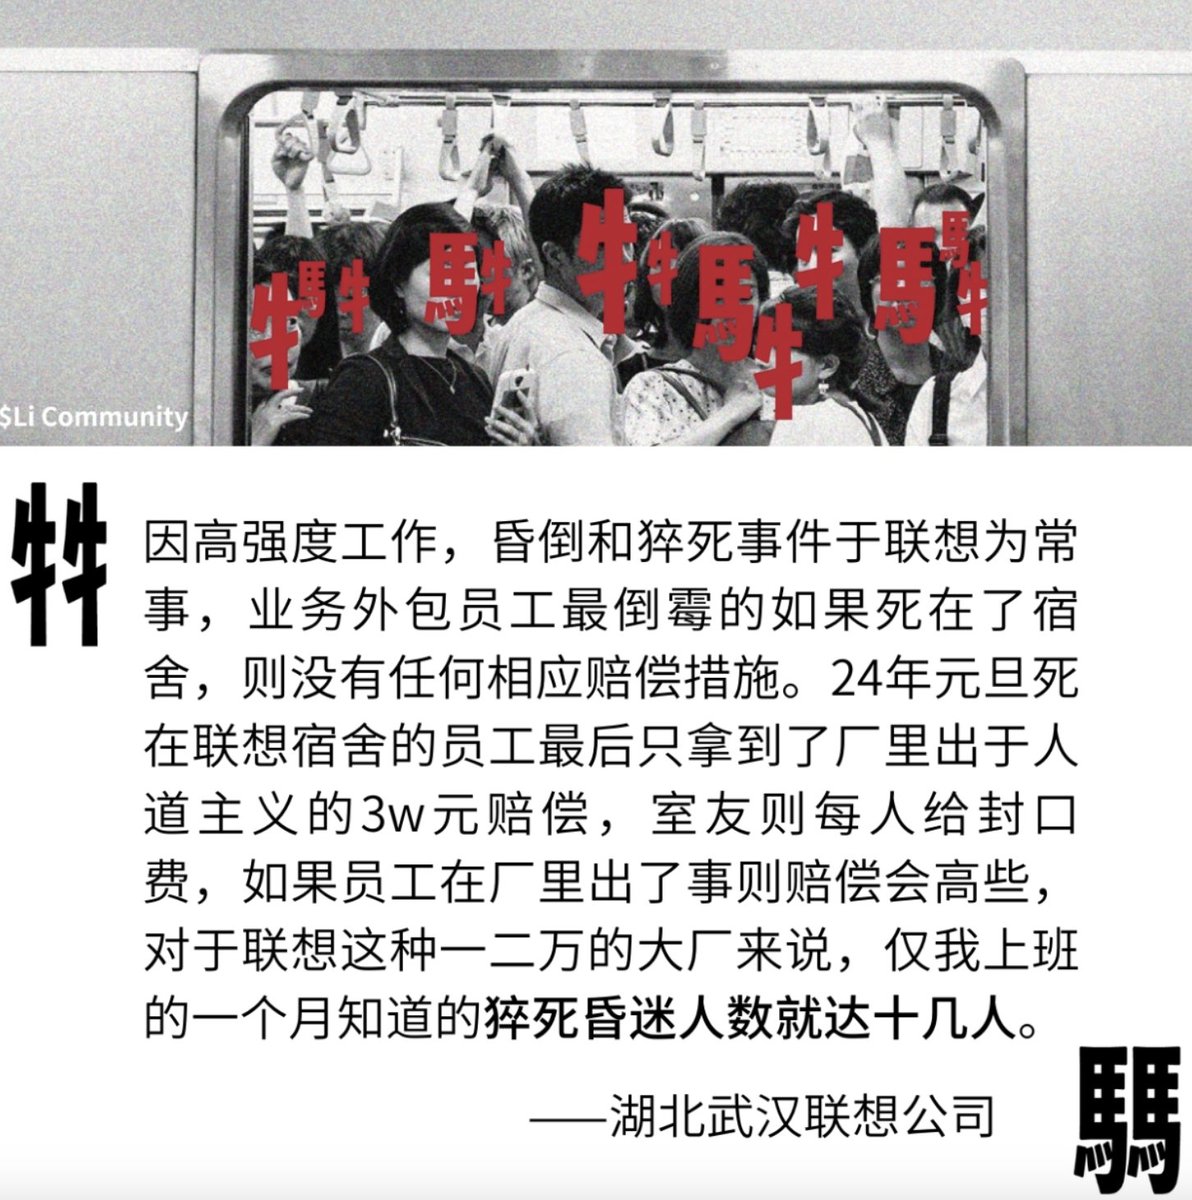 牛 馬 牛 馬 牛 牛 牛 馬 牛 牛 馬 馬 牛
$Li Community
牛牛
因高强度工作，昏倒和猝死事件于联想为常
事，业务外包员工最倒霉的如果死在了宿
舍，则没有任何相应赔偿措施。24年元旦死
在联想宿舍的员工最后只拿到了厂里出于人
道主义的3w元赔偿，室友则每人给封口
费，如果员工在厂里出了事则赔偿会高些，
对于联想这种一二万的大厂来说，仅我上班
的一个月知道的猝死昏迷人数就达十几人。
——湖北武汉联想公司
馬馬